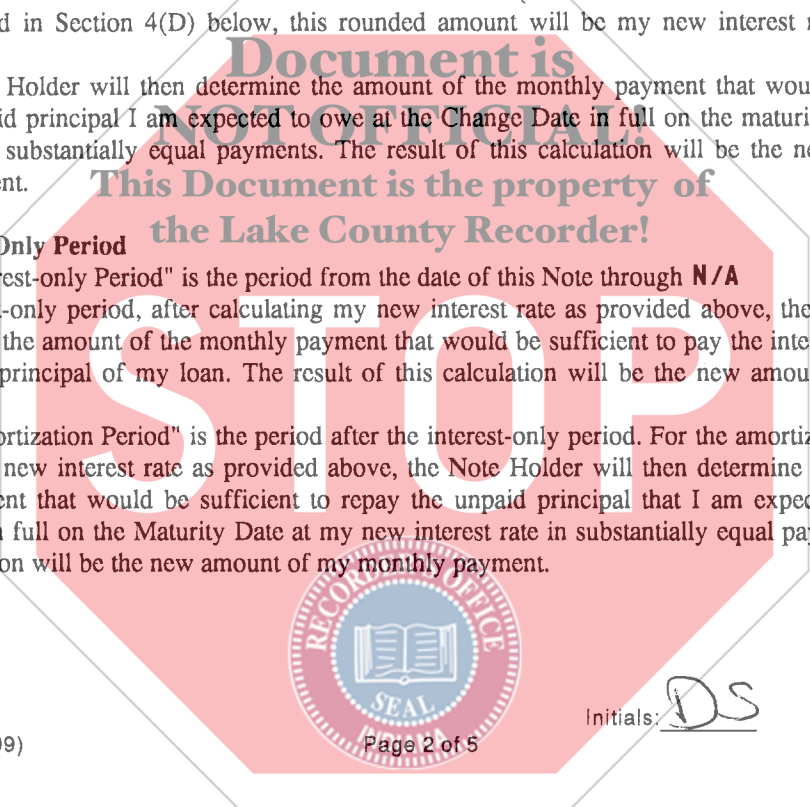 d in Section 4(D) below, this rounded amount will be my new interest
Document is
Holder will then determine the amount of the monthly payment that wou
id principal I am expected to owe at the Change Date in full on the maturi
NOT OFFICIAL!
substantially equal payments. The result of this calculation will be the ne
ent.
This Document is the property of
the Lake County Recorder!
Only Period
rest-only Period" is the period from the date of this Note through N/A
-only period, after calculating my new interest rate as provided above, the
the amount of the monthly payment that would be sufficient to pay the inte
principal of my loan. The result of this calculation will be the new amou
STOP
ortization Period" is the period after the interest-only period. For the amortiz
new interest rate as provided above, the Note Holder will then determine
ent that would be sufficient to repay the unpaid principal that I am expec
n full on the Maturity Date at my new interest rate in substantially equal pay
on will be the new amount of my monthly payment.
RECORDER'S OFFICE
SEAL
INDIANA
Initials: DS
09)
Page 2 of 5